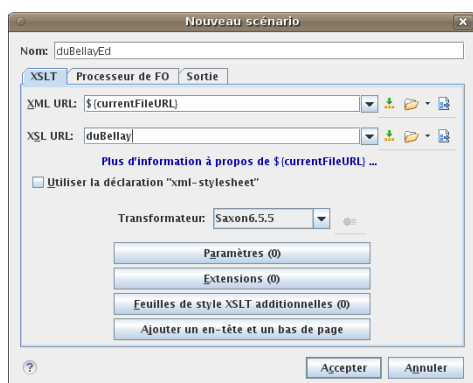 Nouveau scénario
Nom: duBellayEd
XSLT Processeur de FO Sortie
XML URL: ${currentFileURL}
XSL URL: duBellay
Plus d'information à propos de ${currentFileURL} ...
Utiliser la déclaration "xml-stylesheet"
Transformateur: Saxon6.5.5
Paramètres (0)
Extensions (0)
Feuilles de style XSLT additionnelles (0)
Ajouter un en-tête et un bas de page
? Accepter Annuler